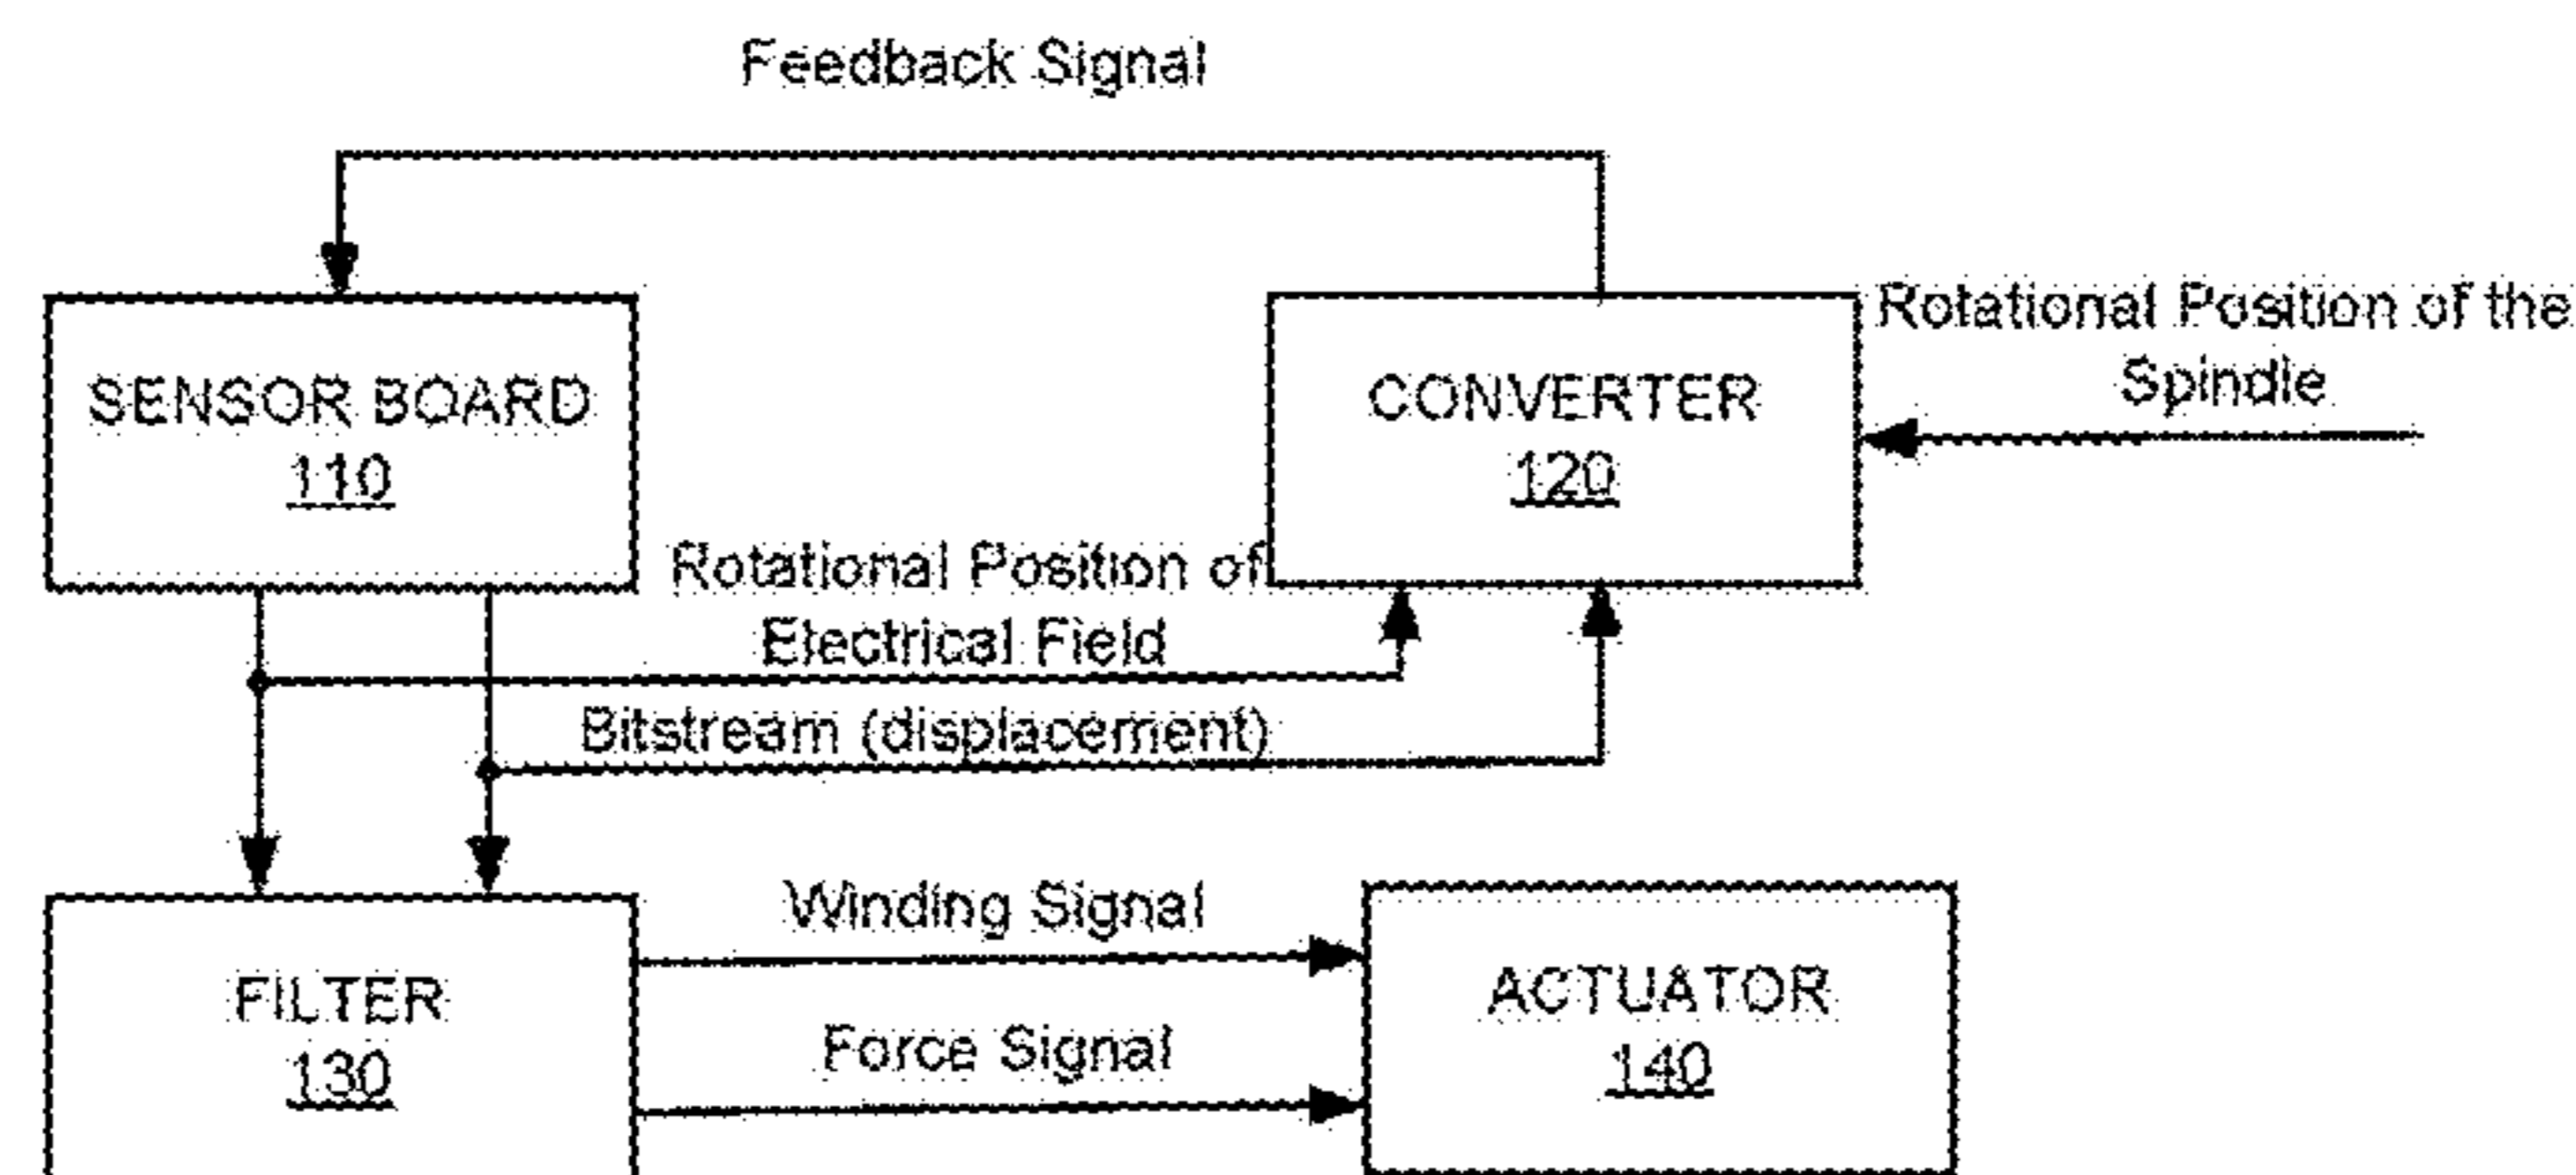 Feedback Signal
SENSOR BOARD
110
CONVERTER
120
Rotational Position of the
Spindle
Rotational Position of
Electrical Field
Bitstream (displacement)
FILTER
130
Winding Signal
Force Signal
ACTUATOR
140